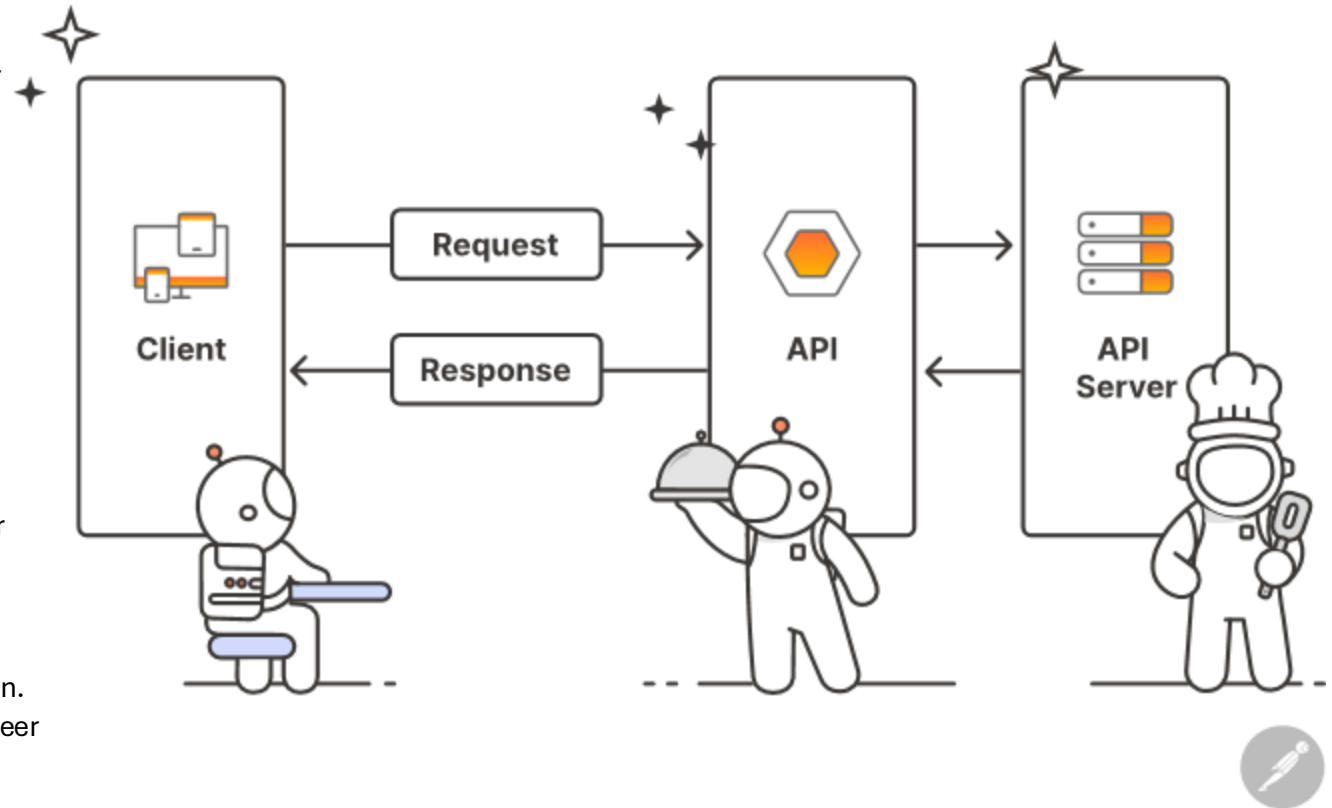 Request
Client
Response
API
API
Server
r
n.
eer